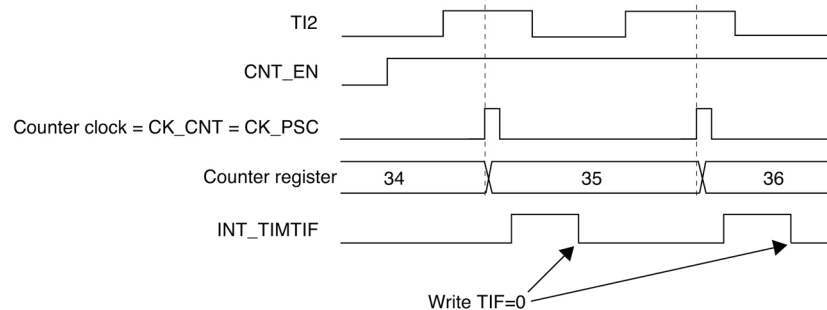 TI2
CNT_EN
Counter clock = CK_CNT = CK_PSC
Counter register 34 35 36
INT_TIMTIF
Write TIF=0